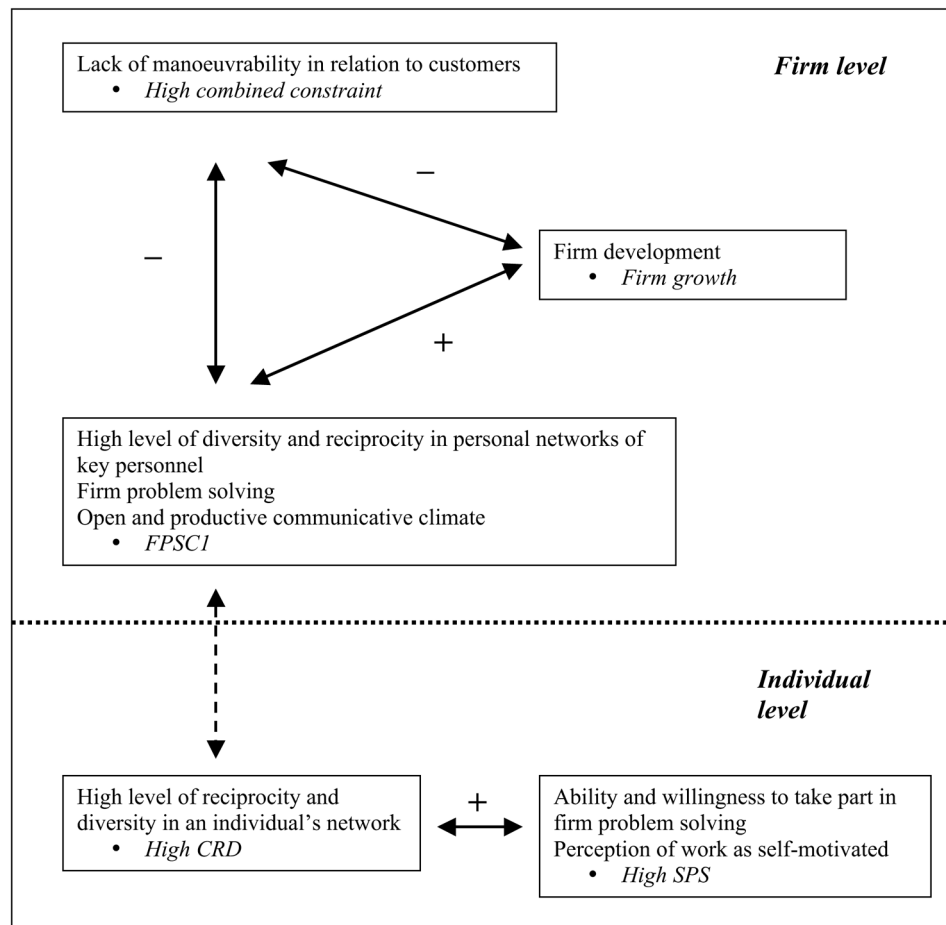 Firm level
Lack of manoeuvrability in relation to customers
• High combined constraint
−
−
Firm development
• Firm growth
+
High level of diversity and reciprocity in personal networks of
key personnel
Firm problem solving
Open and productive communicative climate
• FPSC1
Individual
level
High level of reciprocity and
diversity in an individual’s network
• High CRD
+
Ability and willingness to take part in
firm problem solving
Perception of work as self-motivated
• High SPS